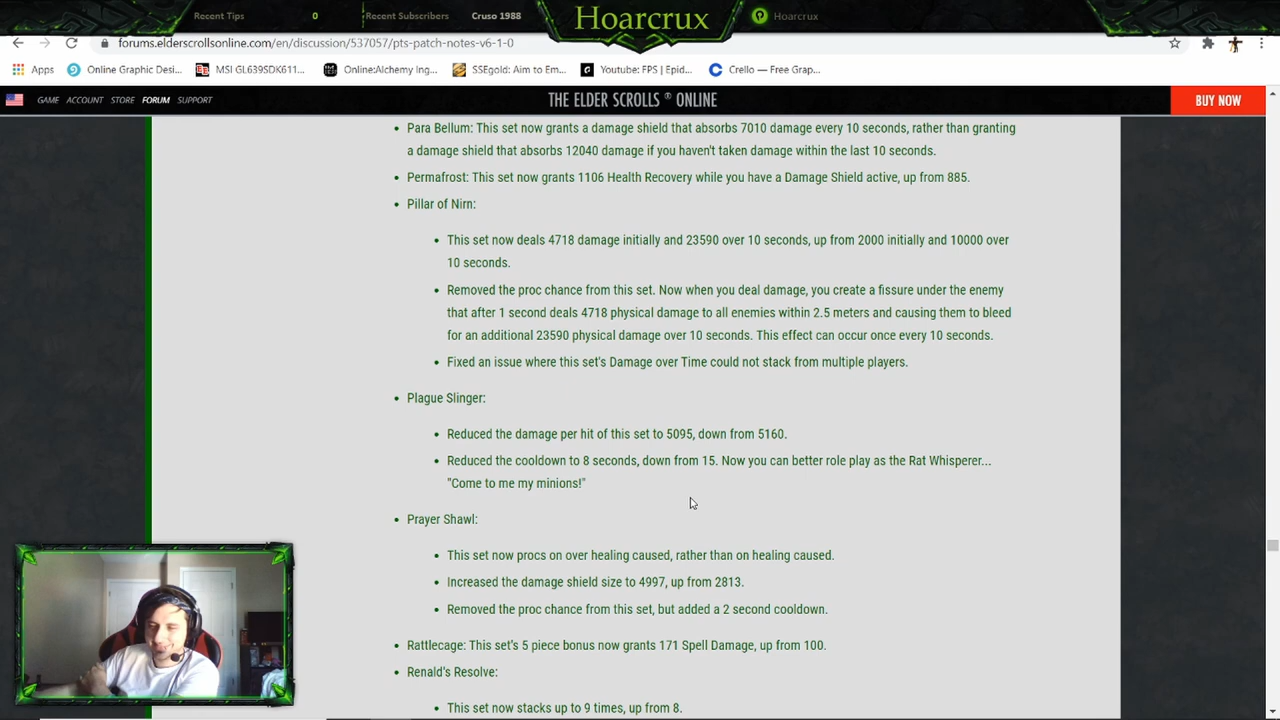 Recent Tips 0 Recent Subscribers Cruso 1988 Hoarcrux Hoarcrux
forums.elderscrollsonline.com/en/discussion/537057/pts-patch-notes-v6-1-0
Apps Online Graphic Desi... MSI GL639SDK611... Online:Alchemy Ing... SSEgold: Aim to Em... Youtube: FPS | Epid... Crello — Free Grap...
GAME ACCOUNT STORE FORUM SUPPORT THE ELDER SCROLLS ® ONLINE BUY NOW
• Para Bellum: This set now grants a damage shield that absorbs 7010 damage every 10 seconds, rather than granting
a damage shield that absorbs 12040 damage if you haven't taken damage within the last 10 seconds.
• Permafrost: This set now grants 1106 Health Recovery while you have a Damage Shield active, up from 885.
• Pillar of Nirn:
• This set now deals 4718 damage initially and 23590 over 10 seconds, up from 2000 initially and 10000 over
10 seconds.
• Removed the proc chance from this set. Now when you deal damage, you create a fissure under the enemy
that after 1 second deals 4718 physical damage to all enemies within 2.5 meters and causing them to bleed
for an additional 23590 physical damage over 10 seconds. This effect can occur once every 10 seconds.
• Fixed an issue where this set's Damage over Time could not stack from multiple players.
• Plague Slinger:
• Reduced the damage per hit of this set to 5095, down from 5160.
• Reduced the cooldown to 8 seconds, down from 15. Now you can better role play as the Rat Whisperer...
"Come to me my minions!"
• Prayer Shawl:
• This set now procs on over healing caused, rather than on healing caused.
• Increased the damage shield size to 4997, up from 2813.
• Removed the proc chance from this set, but added a 2 second cooldown.
• Rattlecage: This set's 5 piece bonus now grants 171 Spell Damage, up from 100.
• Renald's Resolve:
• This set now stacks up to 9 times, up from 8.